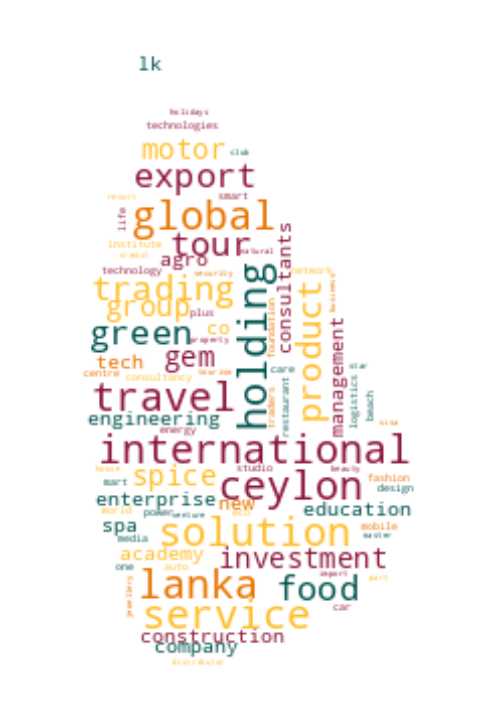 lk
holidays
technologies
motor
club
export
resort
smart
life
global
tour
institute
natural
consultants
credit
agro
technology
security
network
holding
business
trading
product
group
plus
foundation
co
green
property
management
gem
tech
centre
tourism
care
star
consultancy
restaurant
logistics
travel
traders
beach
engineering
energy
international
house
studio
beauty
spice
ceylon
mart
fashion
design
enterprise
new
education
world
power
venture
eco
spa
solution
mobile
media
master
academy
investment
one
auto
import
part
lanka
food
jewellery
service
car
construction
company
distributor